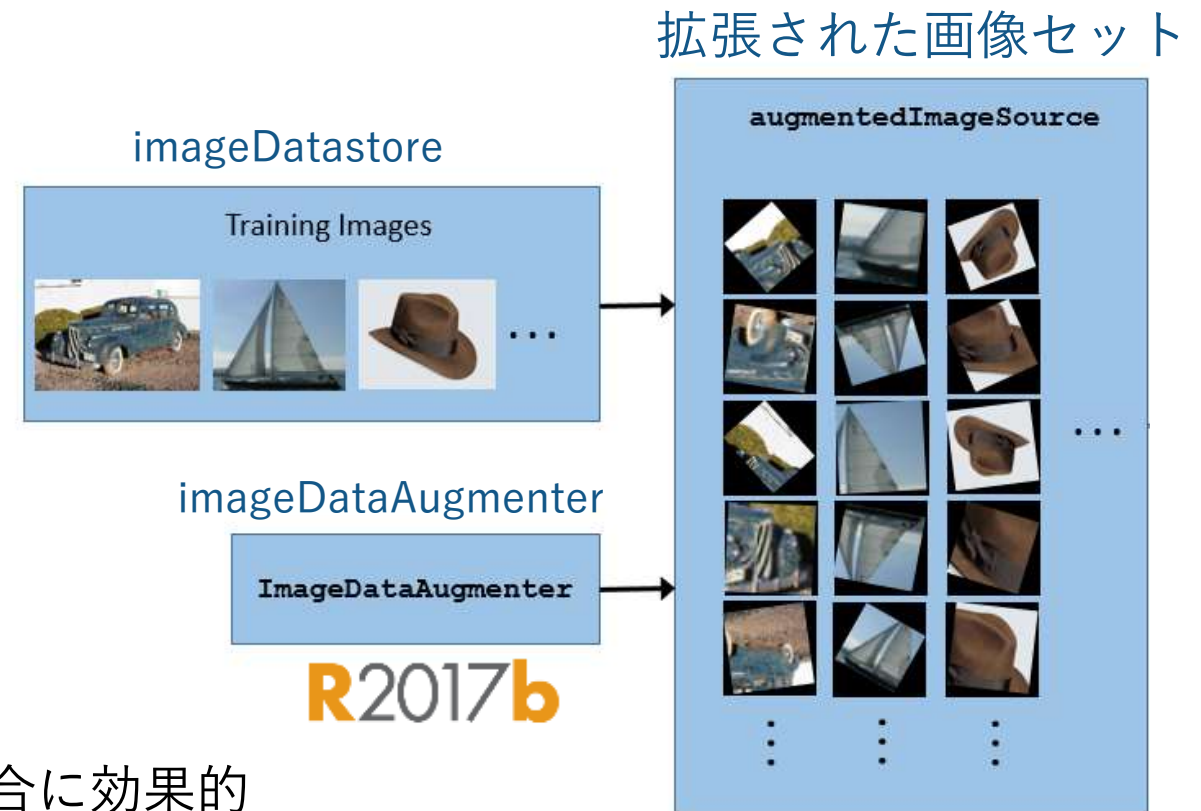 拡張された画像セット
augmentedImageSource
imageDatastore
Training Images
...
...
imageDataAugmenter
ImageDataAugmenter
R2017b
合に効果的